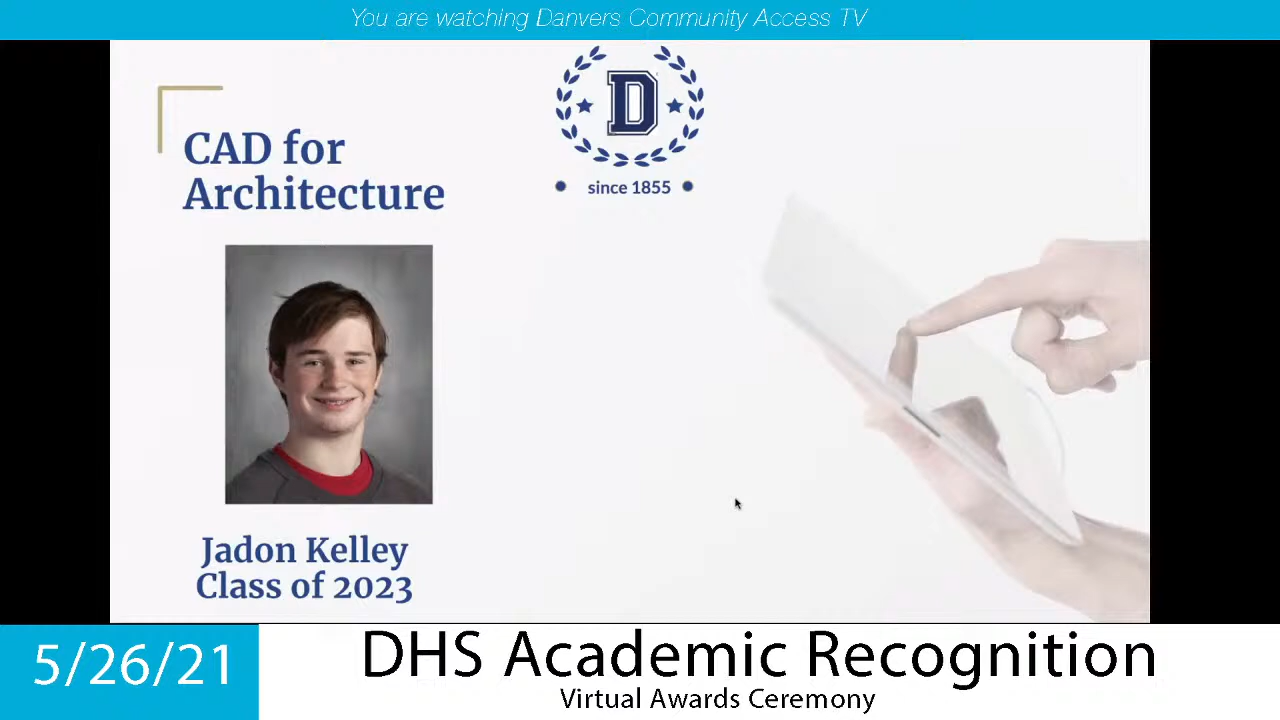 You are watching Danvers Community Access TV
D
since 1855
CAD for
Architecture
Jadon Kelley
Class of 2023
5/26/21
DHS Academic Recognition
Virtual Awards Ceremony